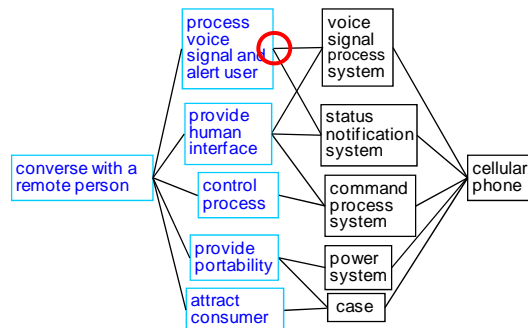 process
voice
signal and
alert user
voice
signal
process
system
provide
human
interface
status
notification
system
converse with a
remote person
control
process
command
process
system
cellular
phone
provide
portability
power
system
attract
consumer
case